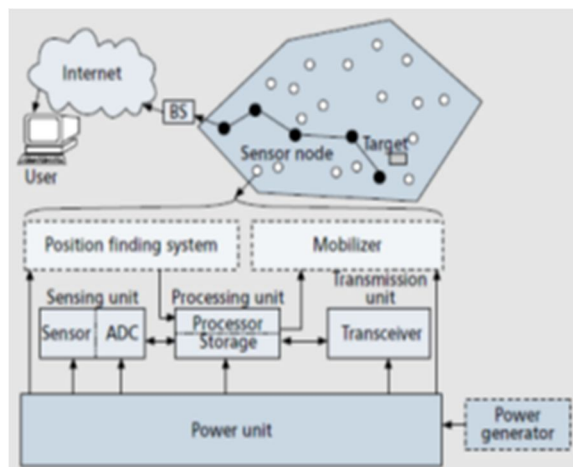 Internet
BS
User
Sensor node
Target
Position finding system
Mobilizer
Sensing unit
Processing unit
Transmission
unit
Sensor
ADC
Processor
Storage
Transceiver
Power unit
Power
generator